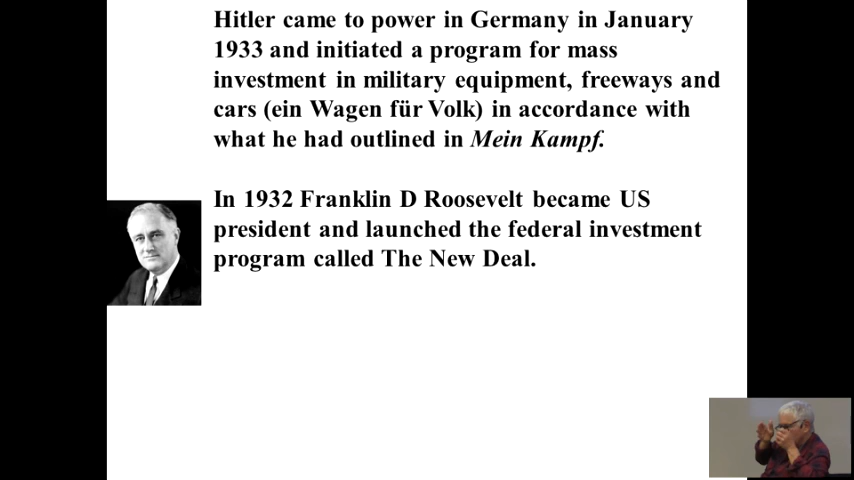 Hitler came to power in Germany in January
1933 and initiated a program for mass
investment in military equipment, freeways and
cars (ein Wagen für Volk) in accordance with
what he had outlined in Mein Kampf.
In 1932 Franklin D Roosevelt became US
president and launched the federal investment
program called The New Deal.